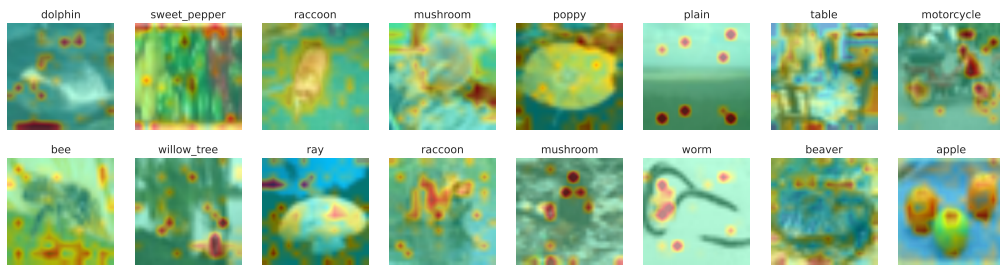 dolphin sweet_pepper raccoon mushroom poppy plain table motorcycle
bee willow_tree ray raccoon mushroom worm beaver apple